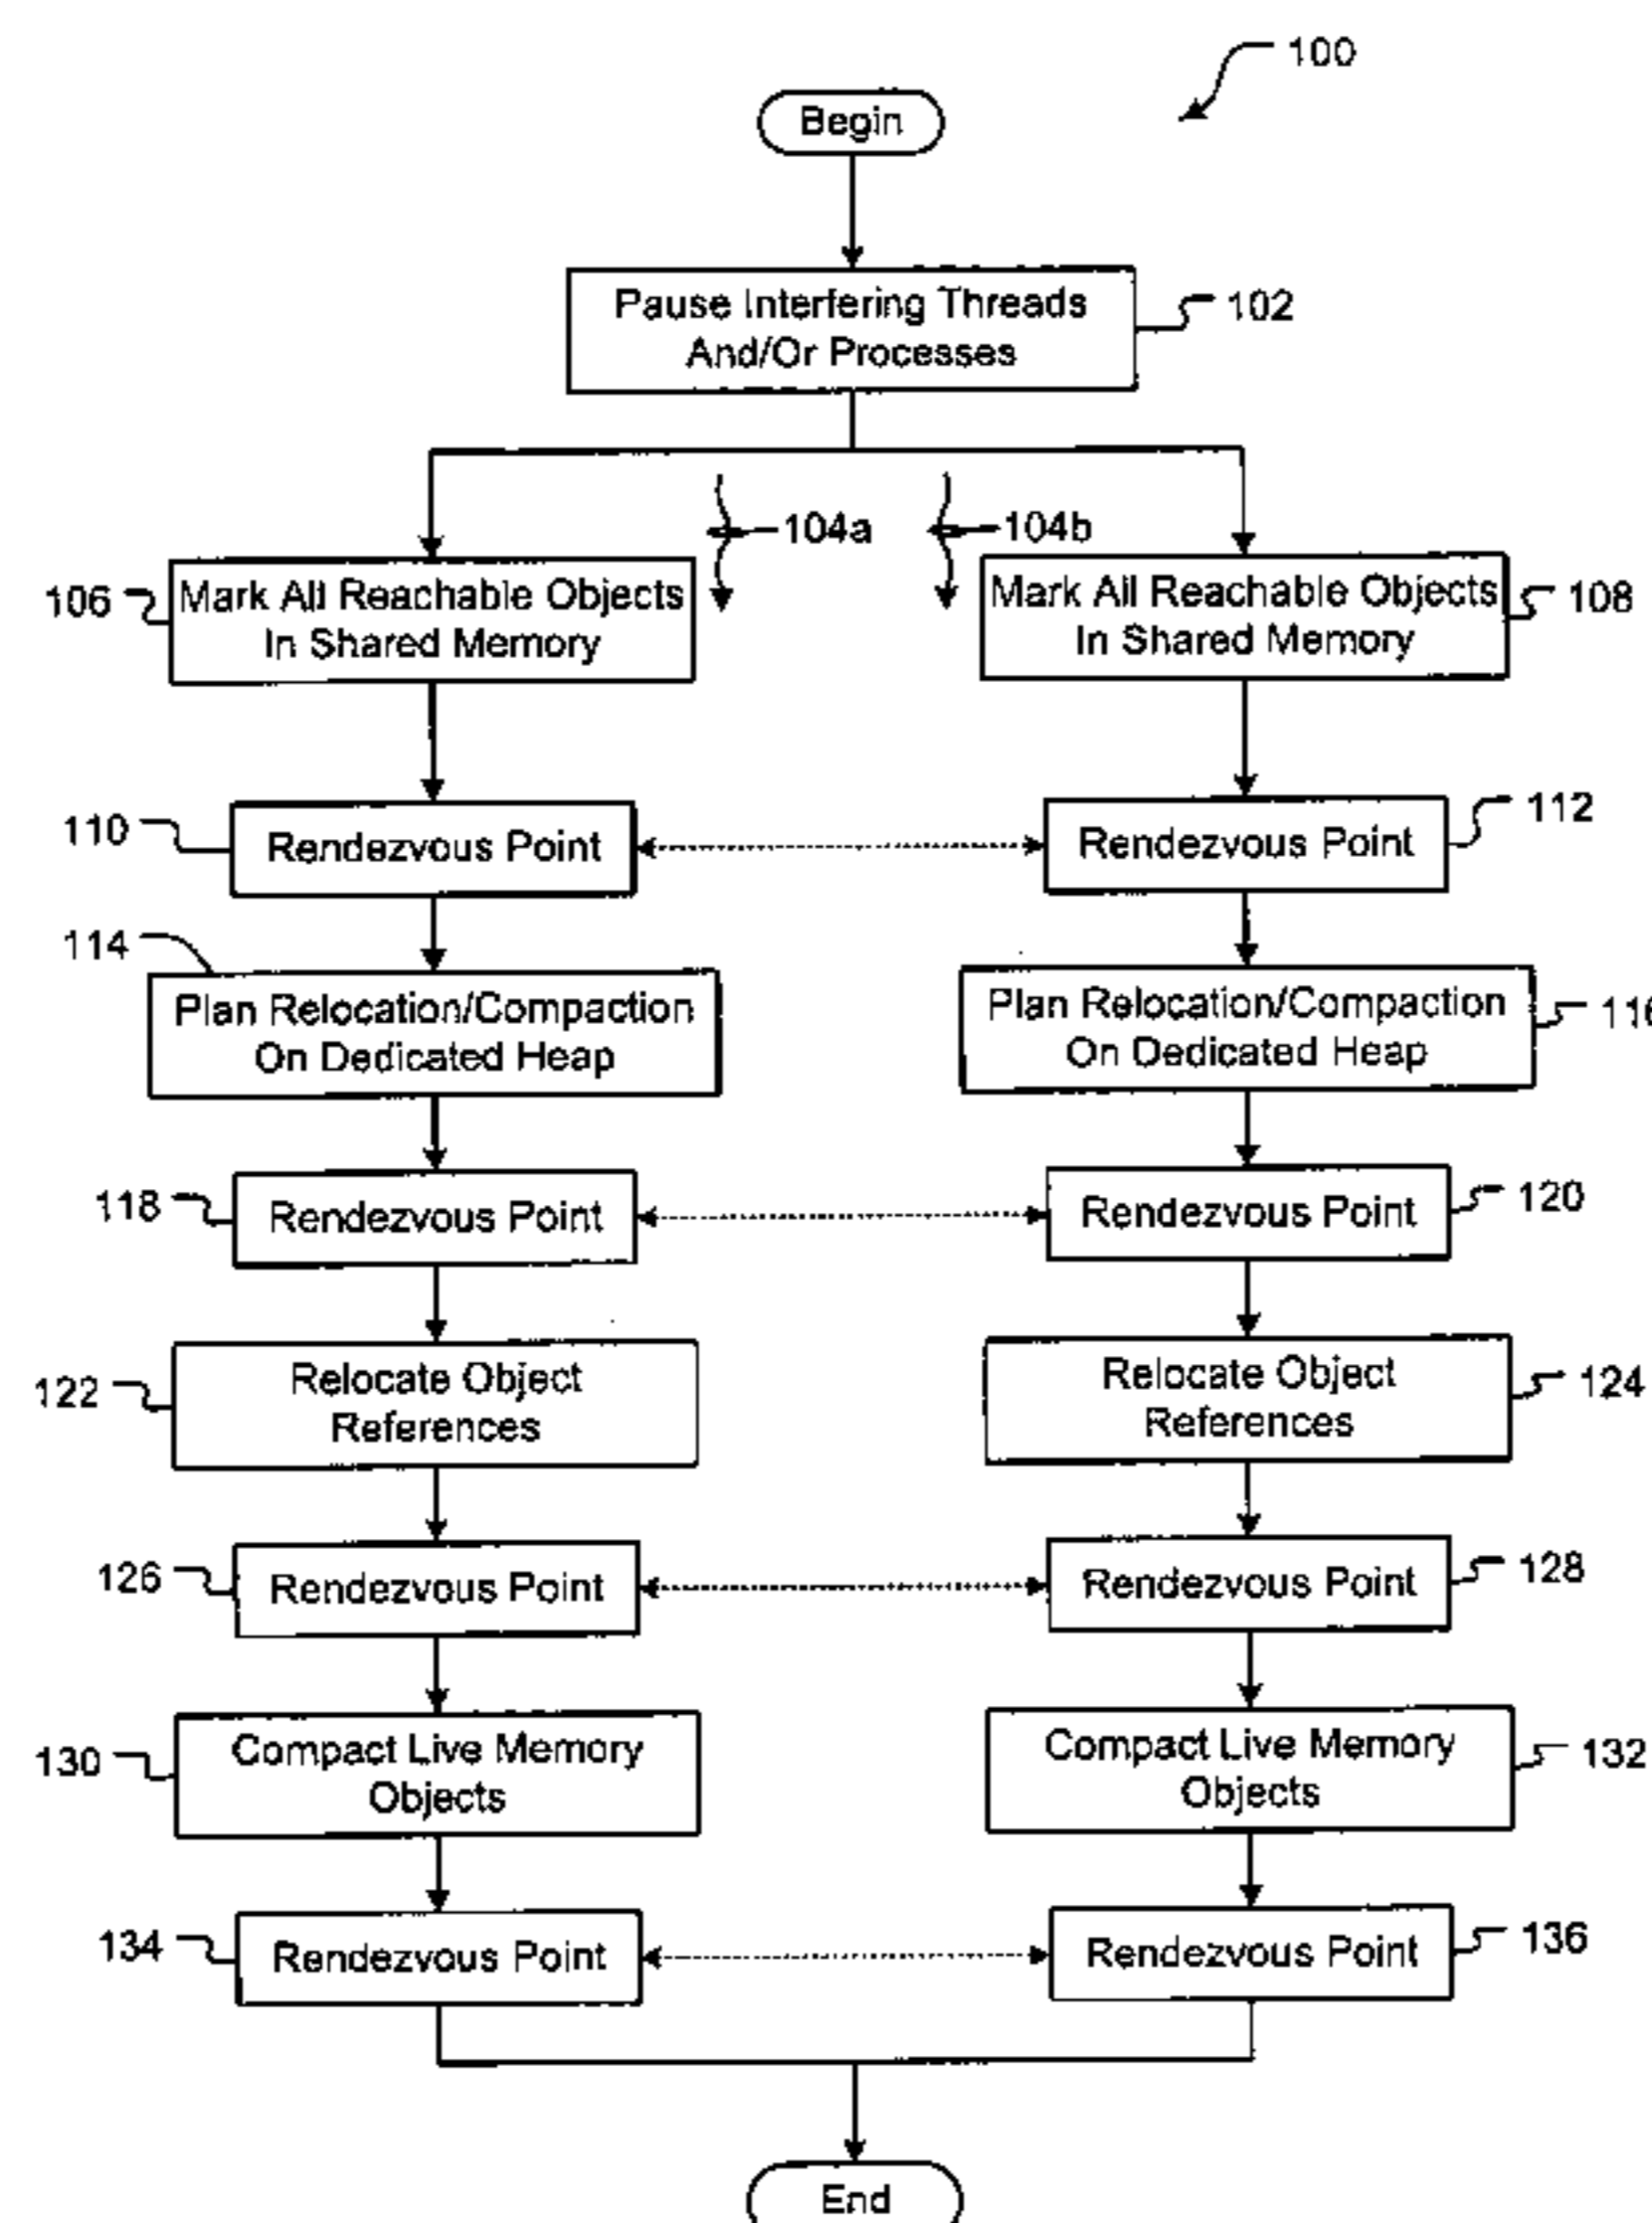 100
Begin
Pause Interfering Threads
And/Or Processes
102
104a
104b
106
Mark All Reachable Objects
In Shared Memory
Mark All Reachable Objects
In Shared Memory
108
110
Rendezvous Point
Rendezvous Point
112
114
Plan Relocation/Compaction
On Dedicated Heap
Plan Relocation/Compaction
On Dedicated Heap
118
Rendezvous Point
Rendezvous Point
120
122
Relocate Object
References
Relocate Object
References
124
126
Rendezvous Point
Rendezvous Point
128
130
Compact Live Memory
Objects
Compact Live Memory
Objects
132
134
Rendezvous Point
Rendezvous Point
136
End